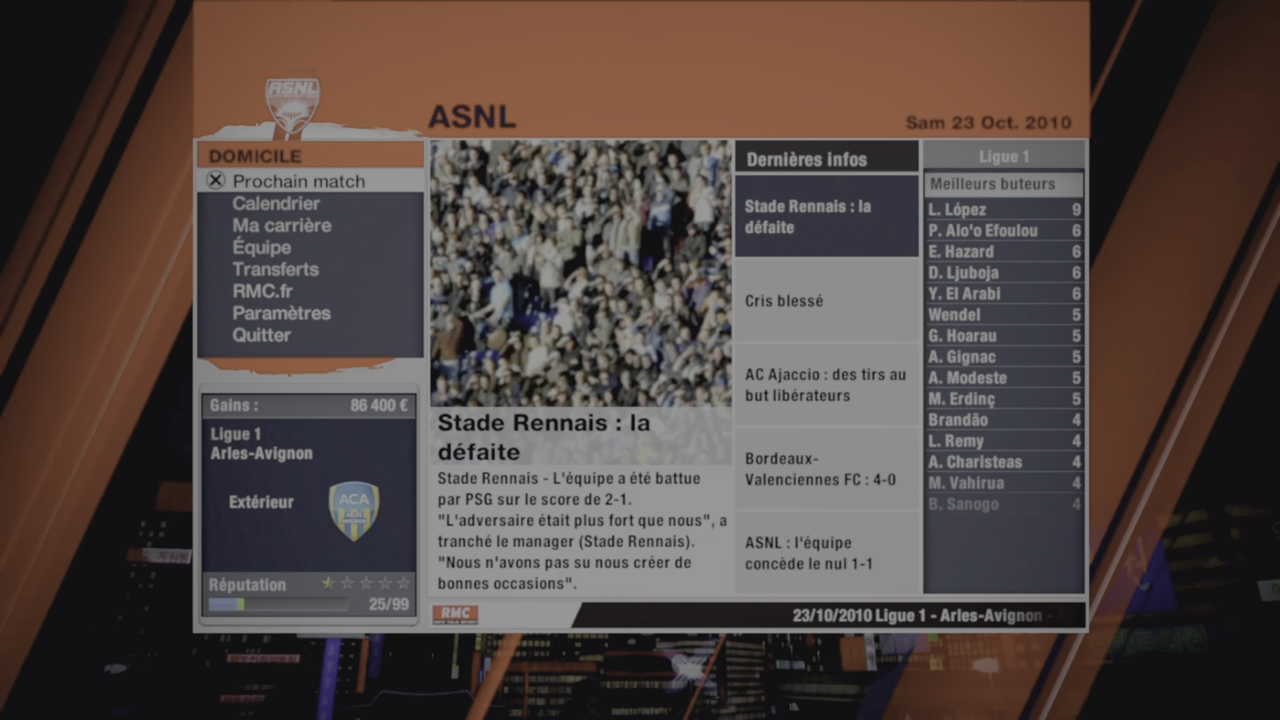 ASNL
ASNL
Sam 23 Oct. 2010
DOMICILE
Prochain match
Calendrier
Ma carrière
Équipe
Transferts
RMC.fr
Paramètres
Quitter
Gains : 86 400 €
Ligue 1
Arles-Avignon
Extérieur
ACA
Réputation
25/99
Stade Rennais : la
défaite
Stade Rennais - L'équipe a été battue
par PSG sur le score de 2-1.
"L'adversaire était plus fort que nous", a
tranché le manager (Stade Rennais).
"Nous n'avons pas su nous créer de
bonnes occasions".
Dernières infos
Stade Rennais : la
défaite
Cris blessé
AC Ajaccio : des tirs au
but libérateurs
Bordeaux-
Valenciennes FC : 4-0
ASNL : l'équipe
concède le nul 1-1
Ligue 1
Meilleurs buteurs
L. López 9
P. Alo'o Efoulou 6
E. Hazard 6
D. Ljuboja 6
Y. El Arabi 6
Wendel 5
G. Hoarau 5
A. Gignac 5
A. Modeste 5
M. Erdinç 5
Brandão 4
L. Remy 4
A. Charisteas 4
M. Vahirua 4
B. Sanogo 4
RMC
23/10/2010 Ligue 1 - Arles-Avignon -